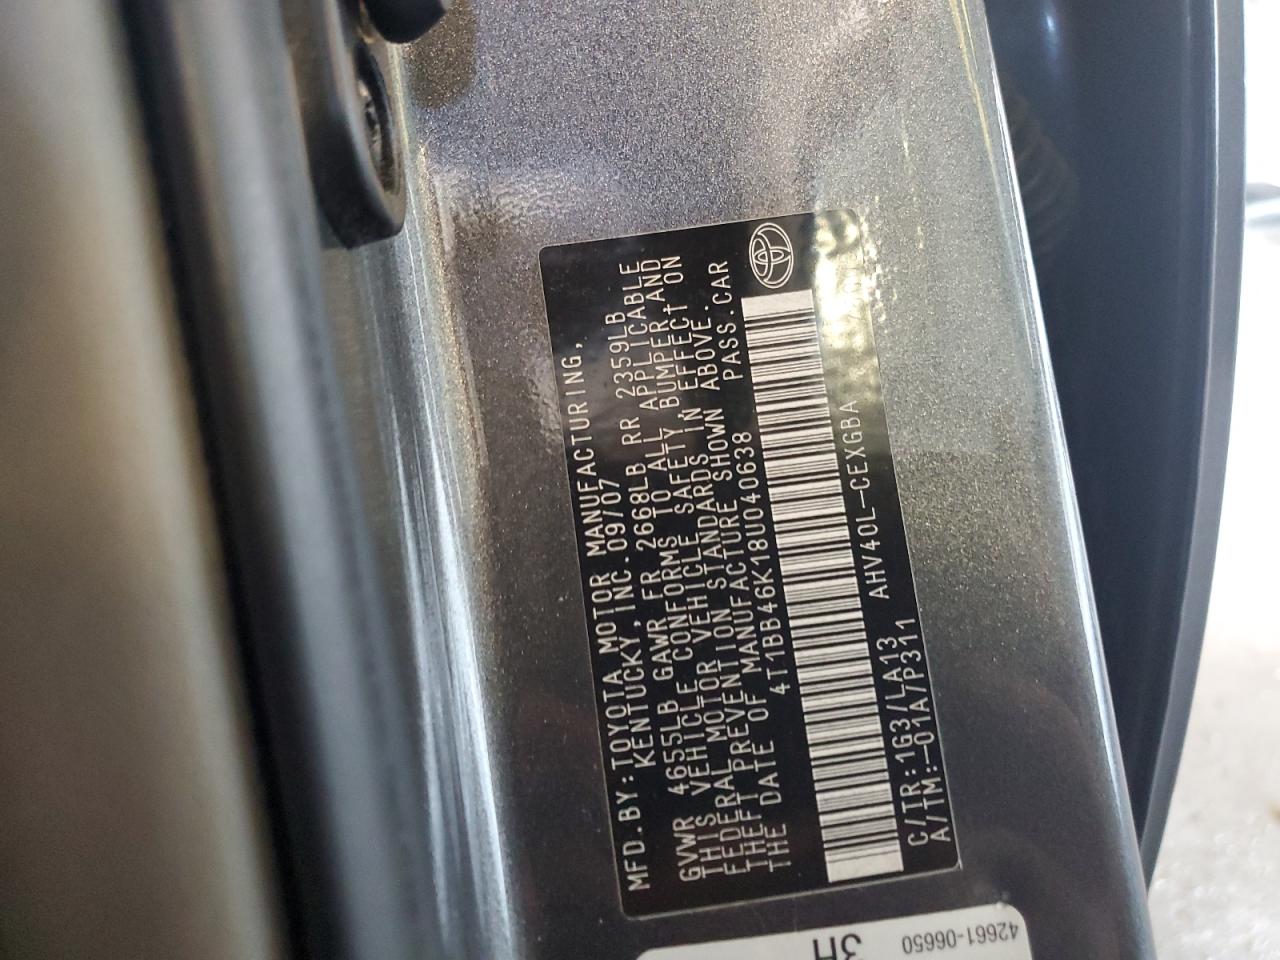 MFD.BY:TOYOTA MOTOR MANUFACTURING,
KENTUCKY,INC.09/07
GVWR 4655LB GAWR FR 2668LB RR 2359LB
THIS VEHICLE CONFORMS TO ALL APPLICABLE
FEDERAL MOTOR VEHICLE SAFETY,BUMPER,AND
THEFT PREVENTION STANDARDS IN EFFECT ON
THE DATE OF MANUFACTURE SHOWN ABOVE.
4T1BB46K18U040638 PASS.CAR
C/TR:1G3/LA13 AHV40L-CEXGBA
A/TM:-01A/P311
42661-06650
3H